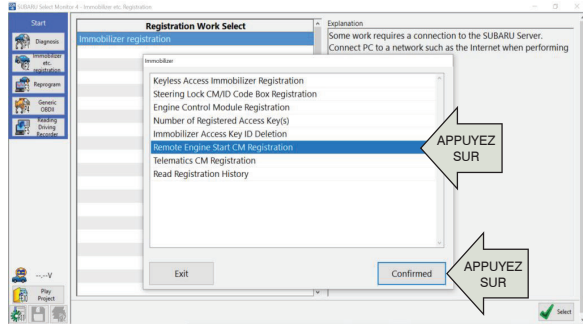 SUBARU Select Monitor 4 - Immobilizer etc. Registration
Start
Diagnosis
Immobilizer
etc.
registration
Reprogram
Generic
OBDII
Reading
Driving
Recorder
--.--V
Play
Project
Registration Work Select
Immobilizer registration
Explanation
Some work requires a connection to the SUBARU Server.
Connect PC to a network such as the Internet when performing
Immobilizer
Keyless Access Immobilizer Registration
Steering Lock CM/ID Code Box Registration
Engine Control Module Registration
Number of Registered Access Key(s)
Immobilizer Access Key ID Deletion
Remote Engine Start CM Registration
Telematics CM Registration
Read Registration History
Exit
Confirmed
APPUYEZ
SUR
APPUYEZ
SUR
Select